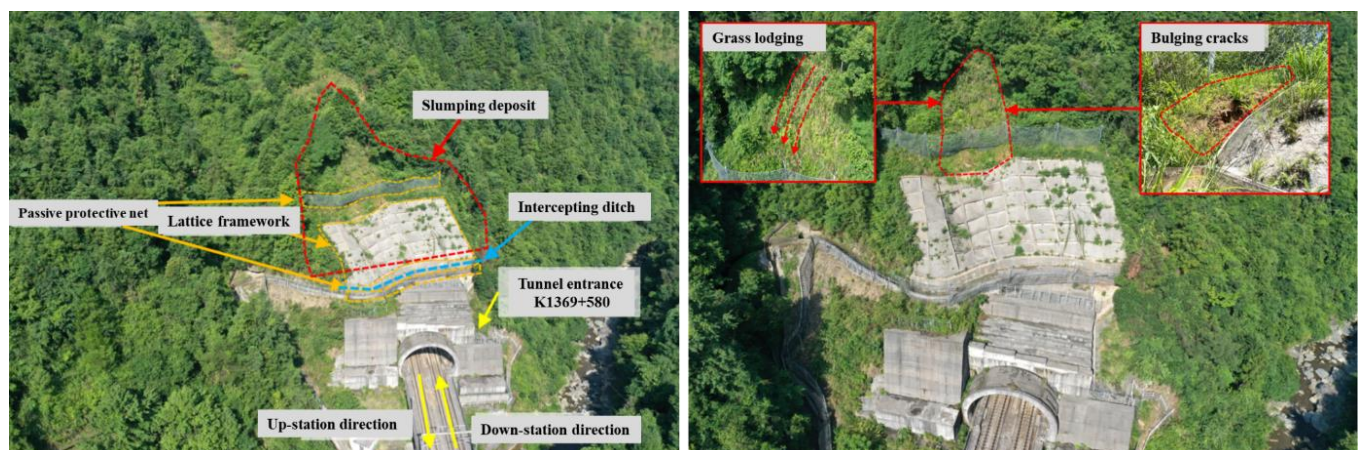 Slumping deposit
Passive protective net
Lattice framework
Intercepting ditch
Tunnel entrance
K1369+580
Up-station direction
Down-station direction
Grass lodging
Bulging cracks